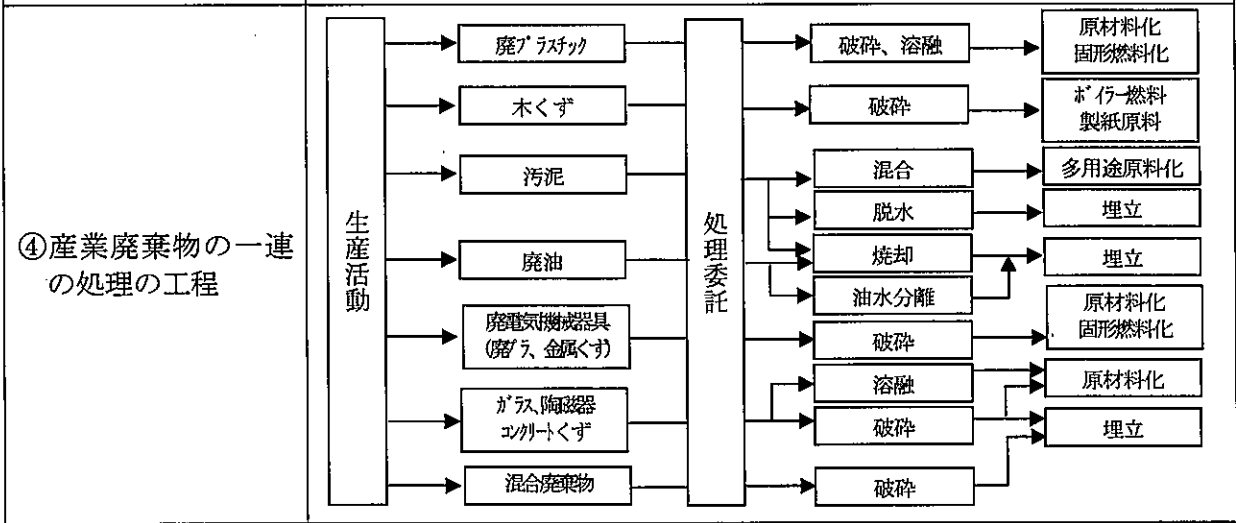 ④産業廃棄物の一連
の処理の工程
生産活動
廃プラスチック
木くず
汚泥
廃油
廃電気機械器具
(廃プラ、金属くず)
ガラス、陶磁器
コンクリートくず
混合廃棄物
処理委託
破砕、溶融
破砕
混合
脱水
焼却
油水分離
破砕
溶融
破砕
破砕
原材料化
固形燃料化
ボイラー燃料
製紙原料
多用途原料化
埋立
埋立
原材料化
固形燃料化
原材料化
埋立